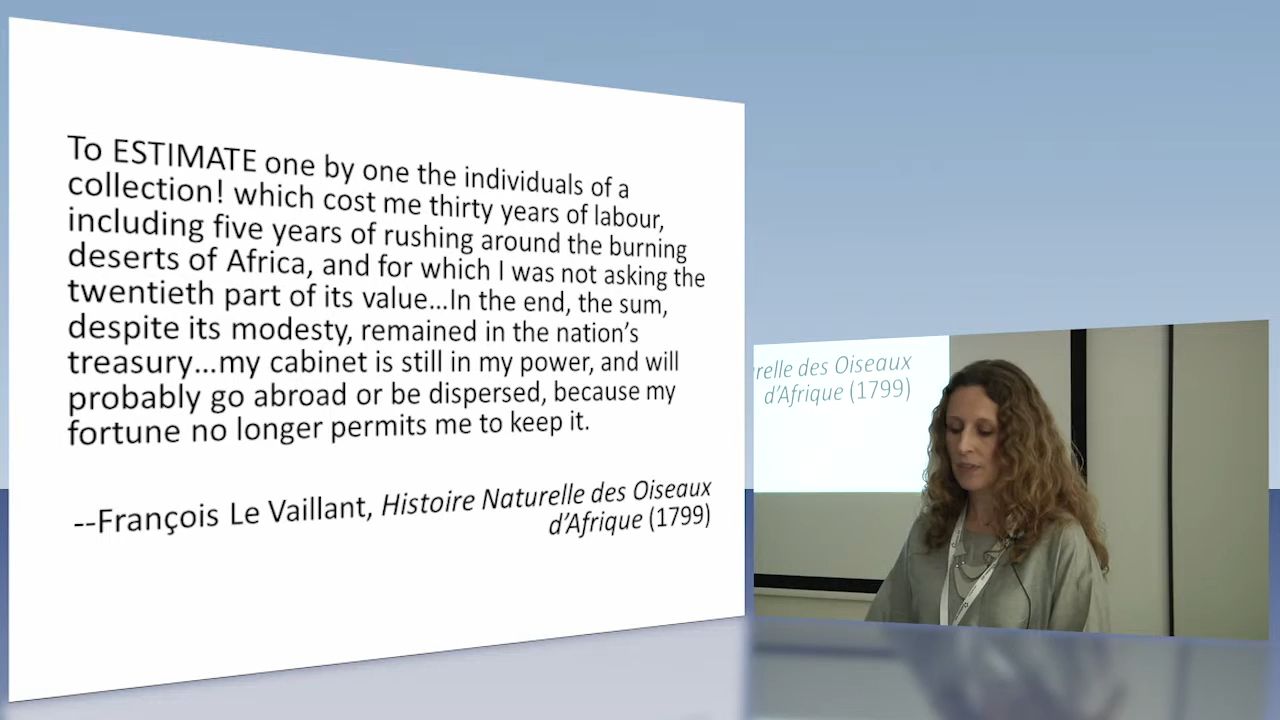 To ESTIMATE one by one the individuals of a
collection! which cost me thirty years of labour,
including five years of rushing around the burning
deserts of Africa, and for which I was not asking the
twentieth part of its value…In the end, the sum,
despite its modesty, remained in the nation’s
treasury…my cabinet is still in my power, and will
probably go abroad or be dispersed, because my
fortune no longer permits me to keep it.
--François Le Vaillant, Histoire Naturelle des Oiseaux
d’Afrique (1799)
relle des Oiseaux
d’Afrique (1799)